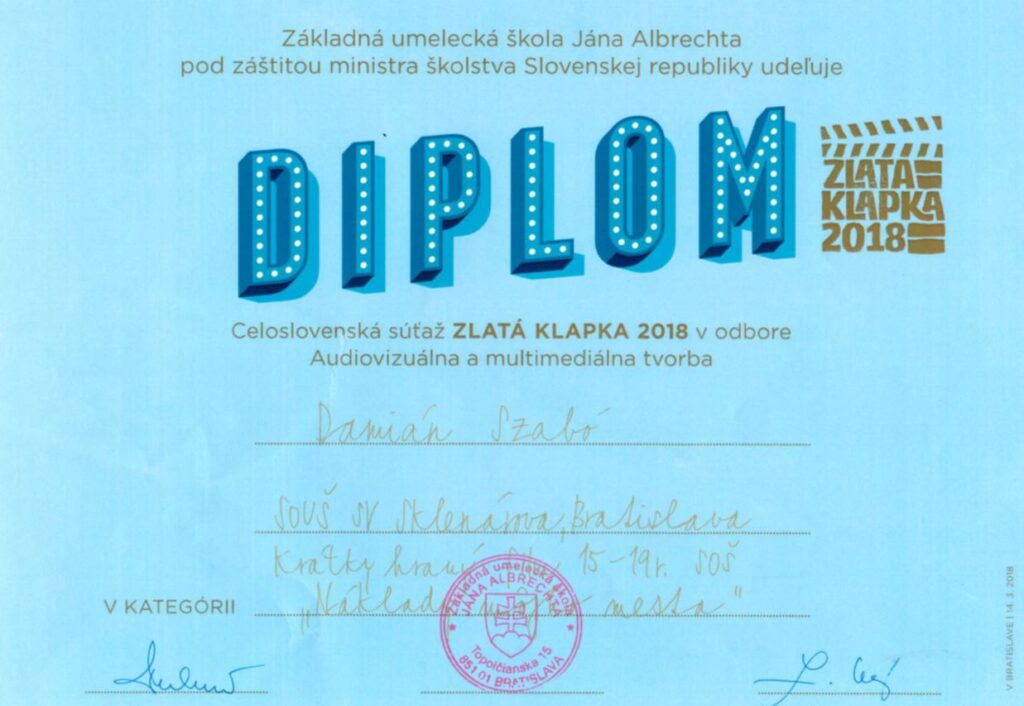 Základná umelecká škola Jána Albrechta
pod záštitou ministra školstva Slovenskej republiky udeľuje
DIPLOM
ZLATÁ
KLAPKA
2018
Celoslovenská súťaž ZLATÁ KLAPKA 2018 v odbore
Audiovizuálna a multimediálna tvorba
Damián Szabó
SOUŠ SV Sklenárova, Bratislava
Krátky hraný 15-19r. SOŠ
V KATEGÓRII
mesta"
Základná umelecká škola
JÁNA ALBRECHTA
Topoľčianska 15
851 01 BRATISLAVA
V BRATISLAVE | 14. 3. 2018